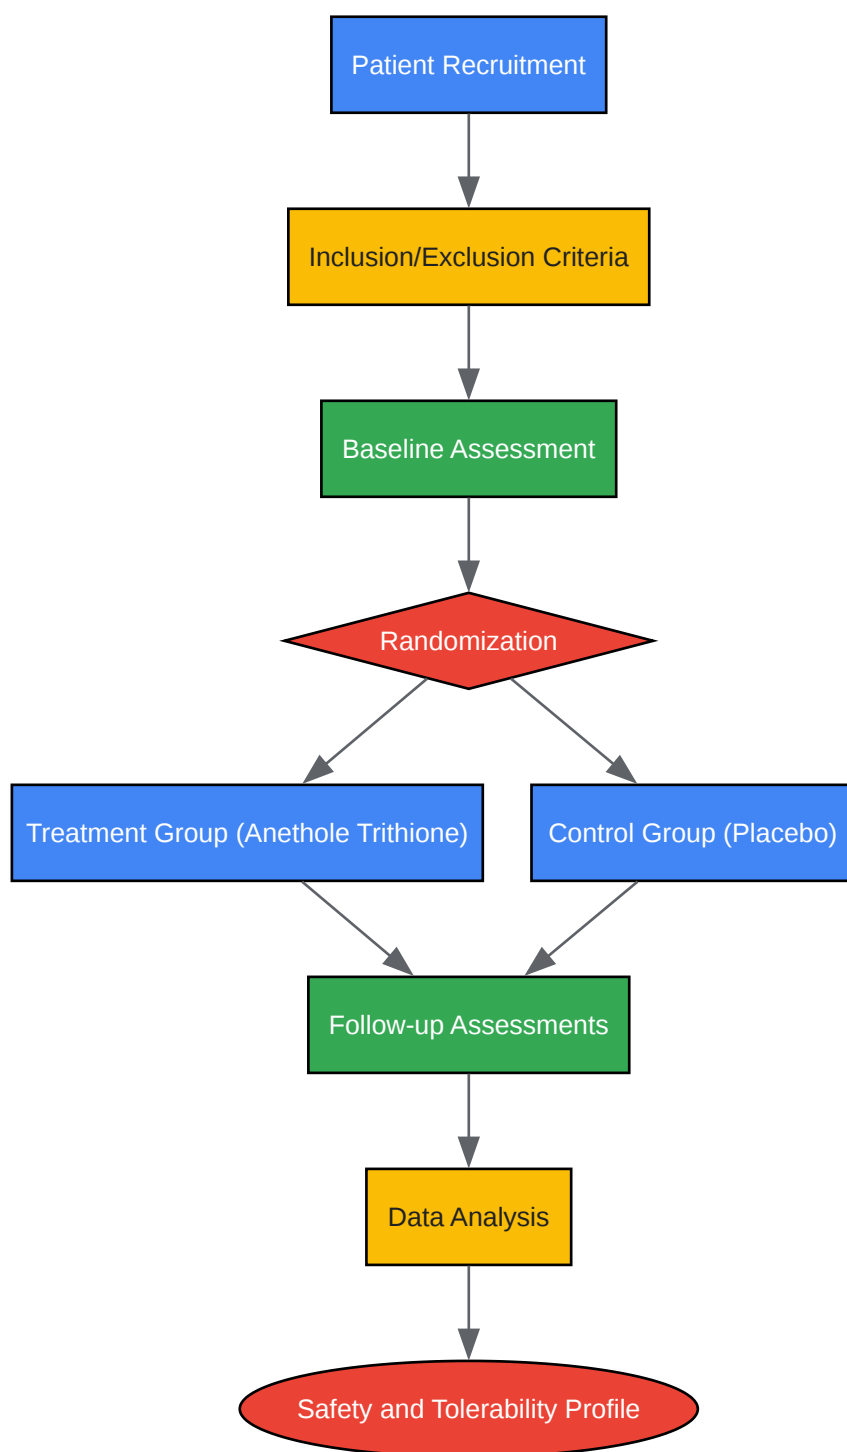 Patient Recruitment
Inclusion/Exclusion Criteria
Baseline Assessment
Randomization
Treatment Group (Anethole Trithione)
Control Group (Placebo)
Follow-up Assessments
Data Analysis
Safety and Tolerability Profile